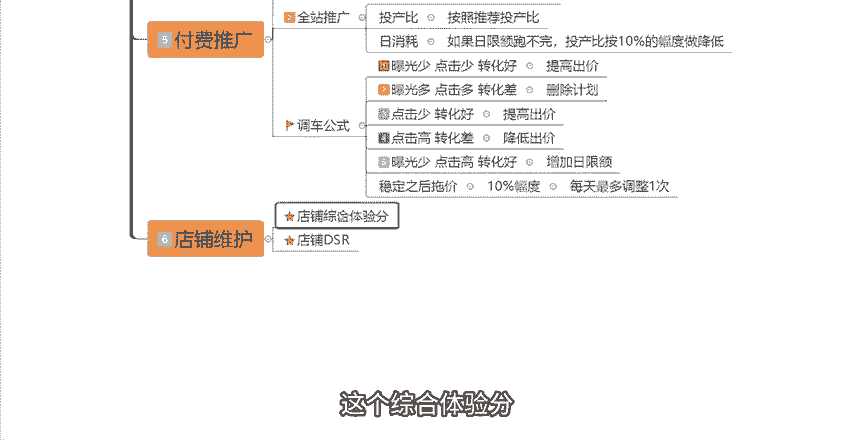 2 全站推广 投产比 按照推荐投产比
日消耗 如果日限额跑不完，投产比按10%的幅度做降低
5 付费推广
1 曝光少 点击少 转化好 提高出价
2 曝光多 点击多 转化差 删除计划
调车公式 3 点击少 转化好 提高出价
4 点击高 转化差 降低出价
5 曝光少 点击高 转化好 增加日限额
稳定之后拖价 10%幅度 每天最多调整1次
6 店铺维护 店铺综合体验分
店铺DSR
这个综合体验分